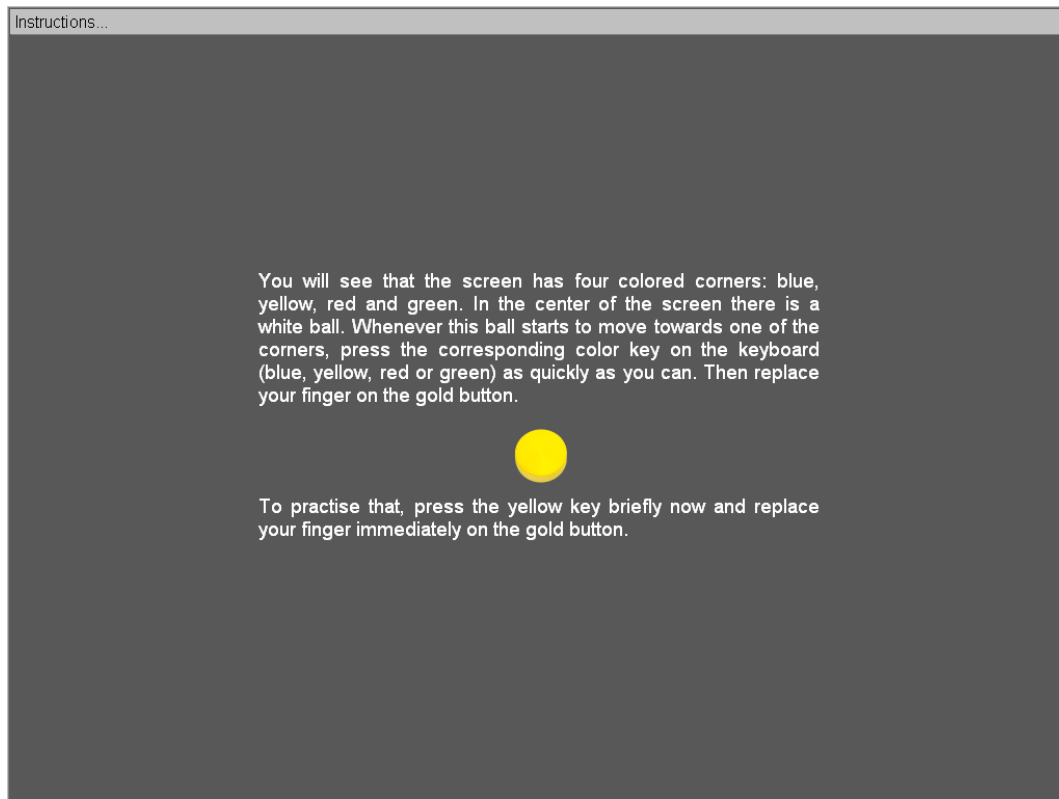 Instructions...
You will see that the screen has four colored corners: blue,
yellow, red and green. In the center of the screen there is a
white ball. Whenever this ball starts to move towards one of the
corners, press the corresponding color key on the keyboard
(blue, yellow, red or green) as quickly as you can. Then replace
your finger on the gold button.
To practise that, press the yellow key briefly now and replace
your finger immediately on the gold button.